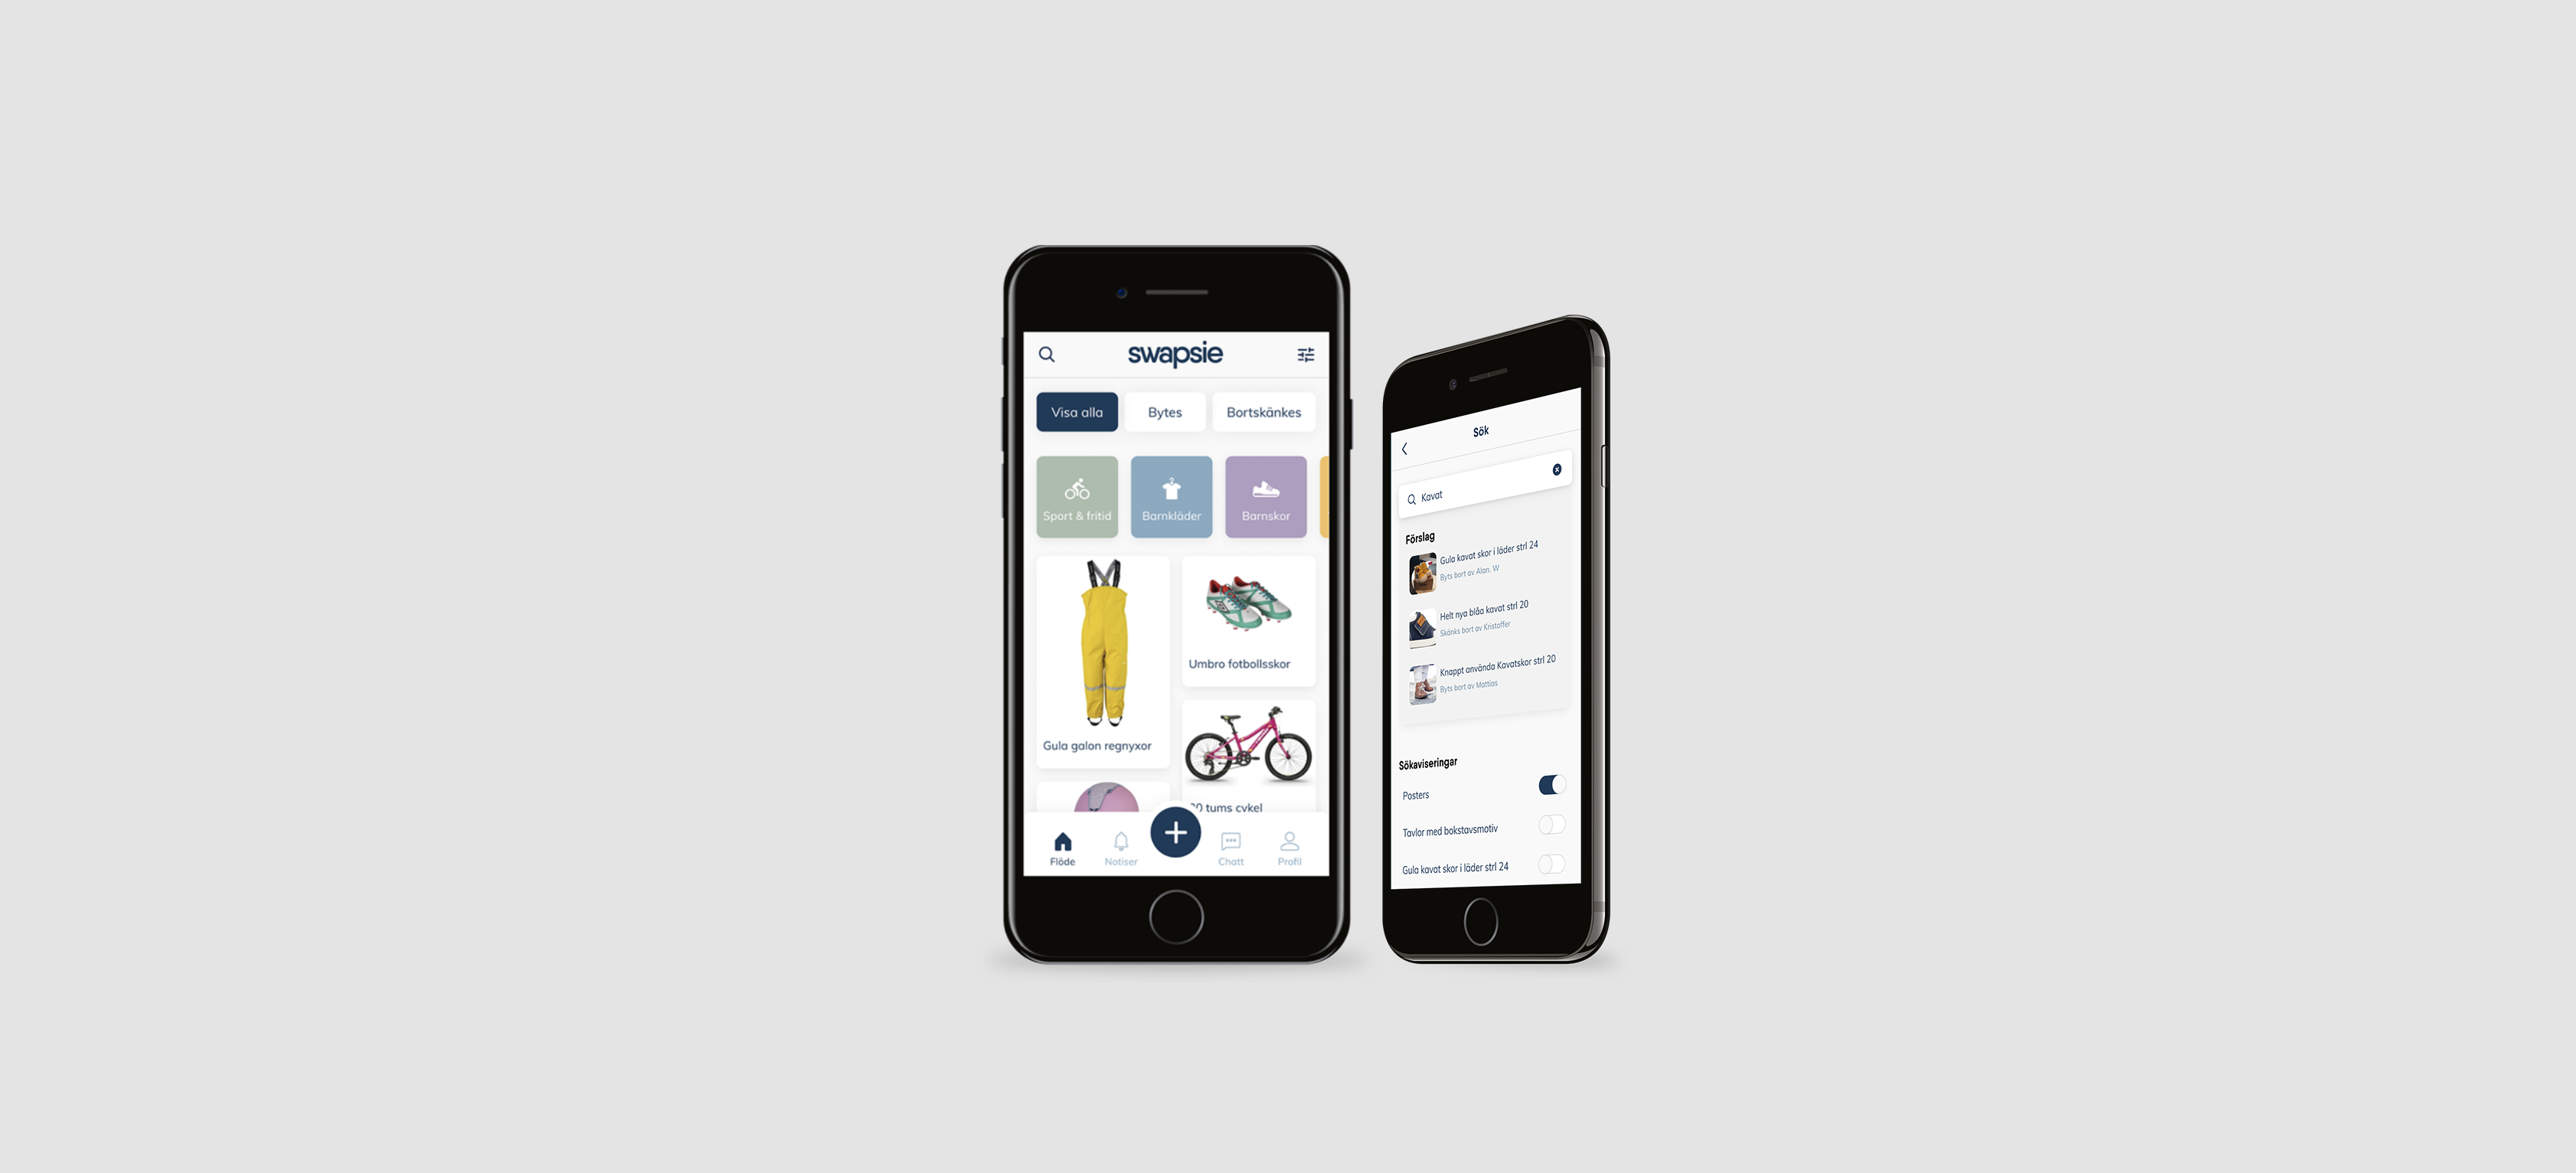 swapsie
Visa alla
Bytes
Bortskänkes
Sport & fritid
Barnkläder
Barnskor
Umbro fotbollsskor
Gula galon regnyxor
tums cykel
Flöde
Notiser
Chatt
Profil
Sök
Kavat
Förslag
Gula kavat skor i läder strl 24
Byts bort av Alan. W
Helt nya blåa kavat strl 20
Skänks bort av Kristoffer
Knappt använda Kavatskor strl 20
Byts bort av Mattias
Sökaviseringar
Posters
Tavlor med bokstavsmotiv
Gula kavat skor i läder strl 24